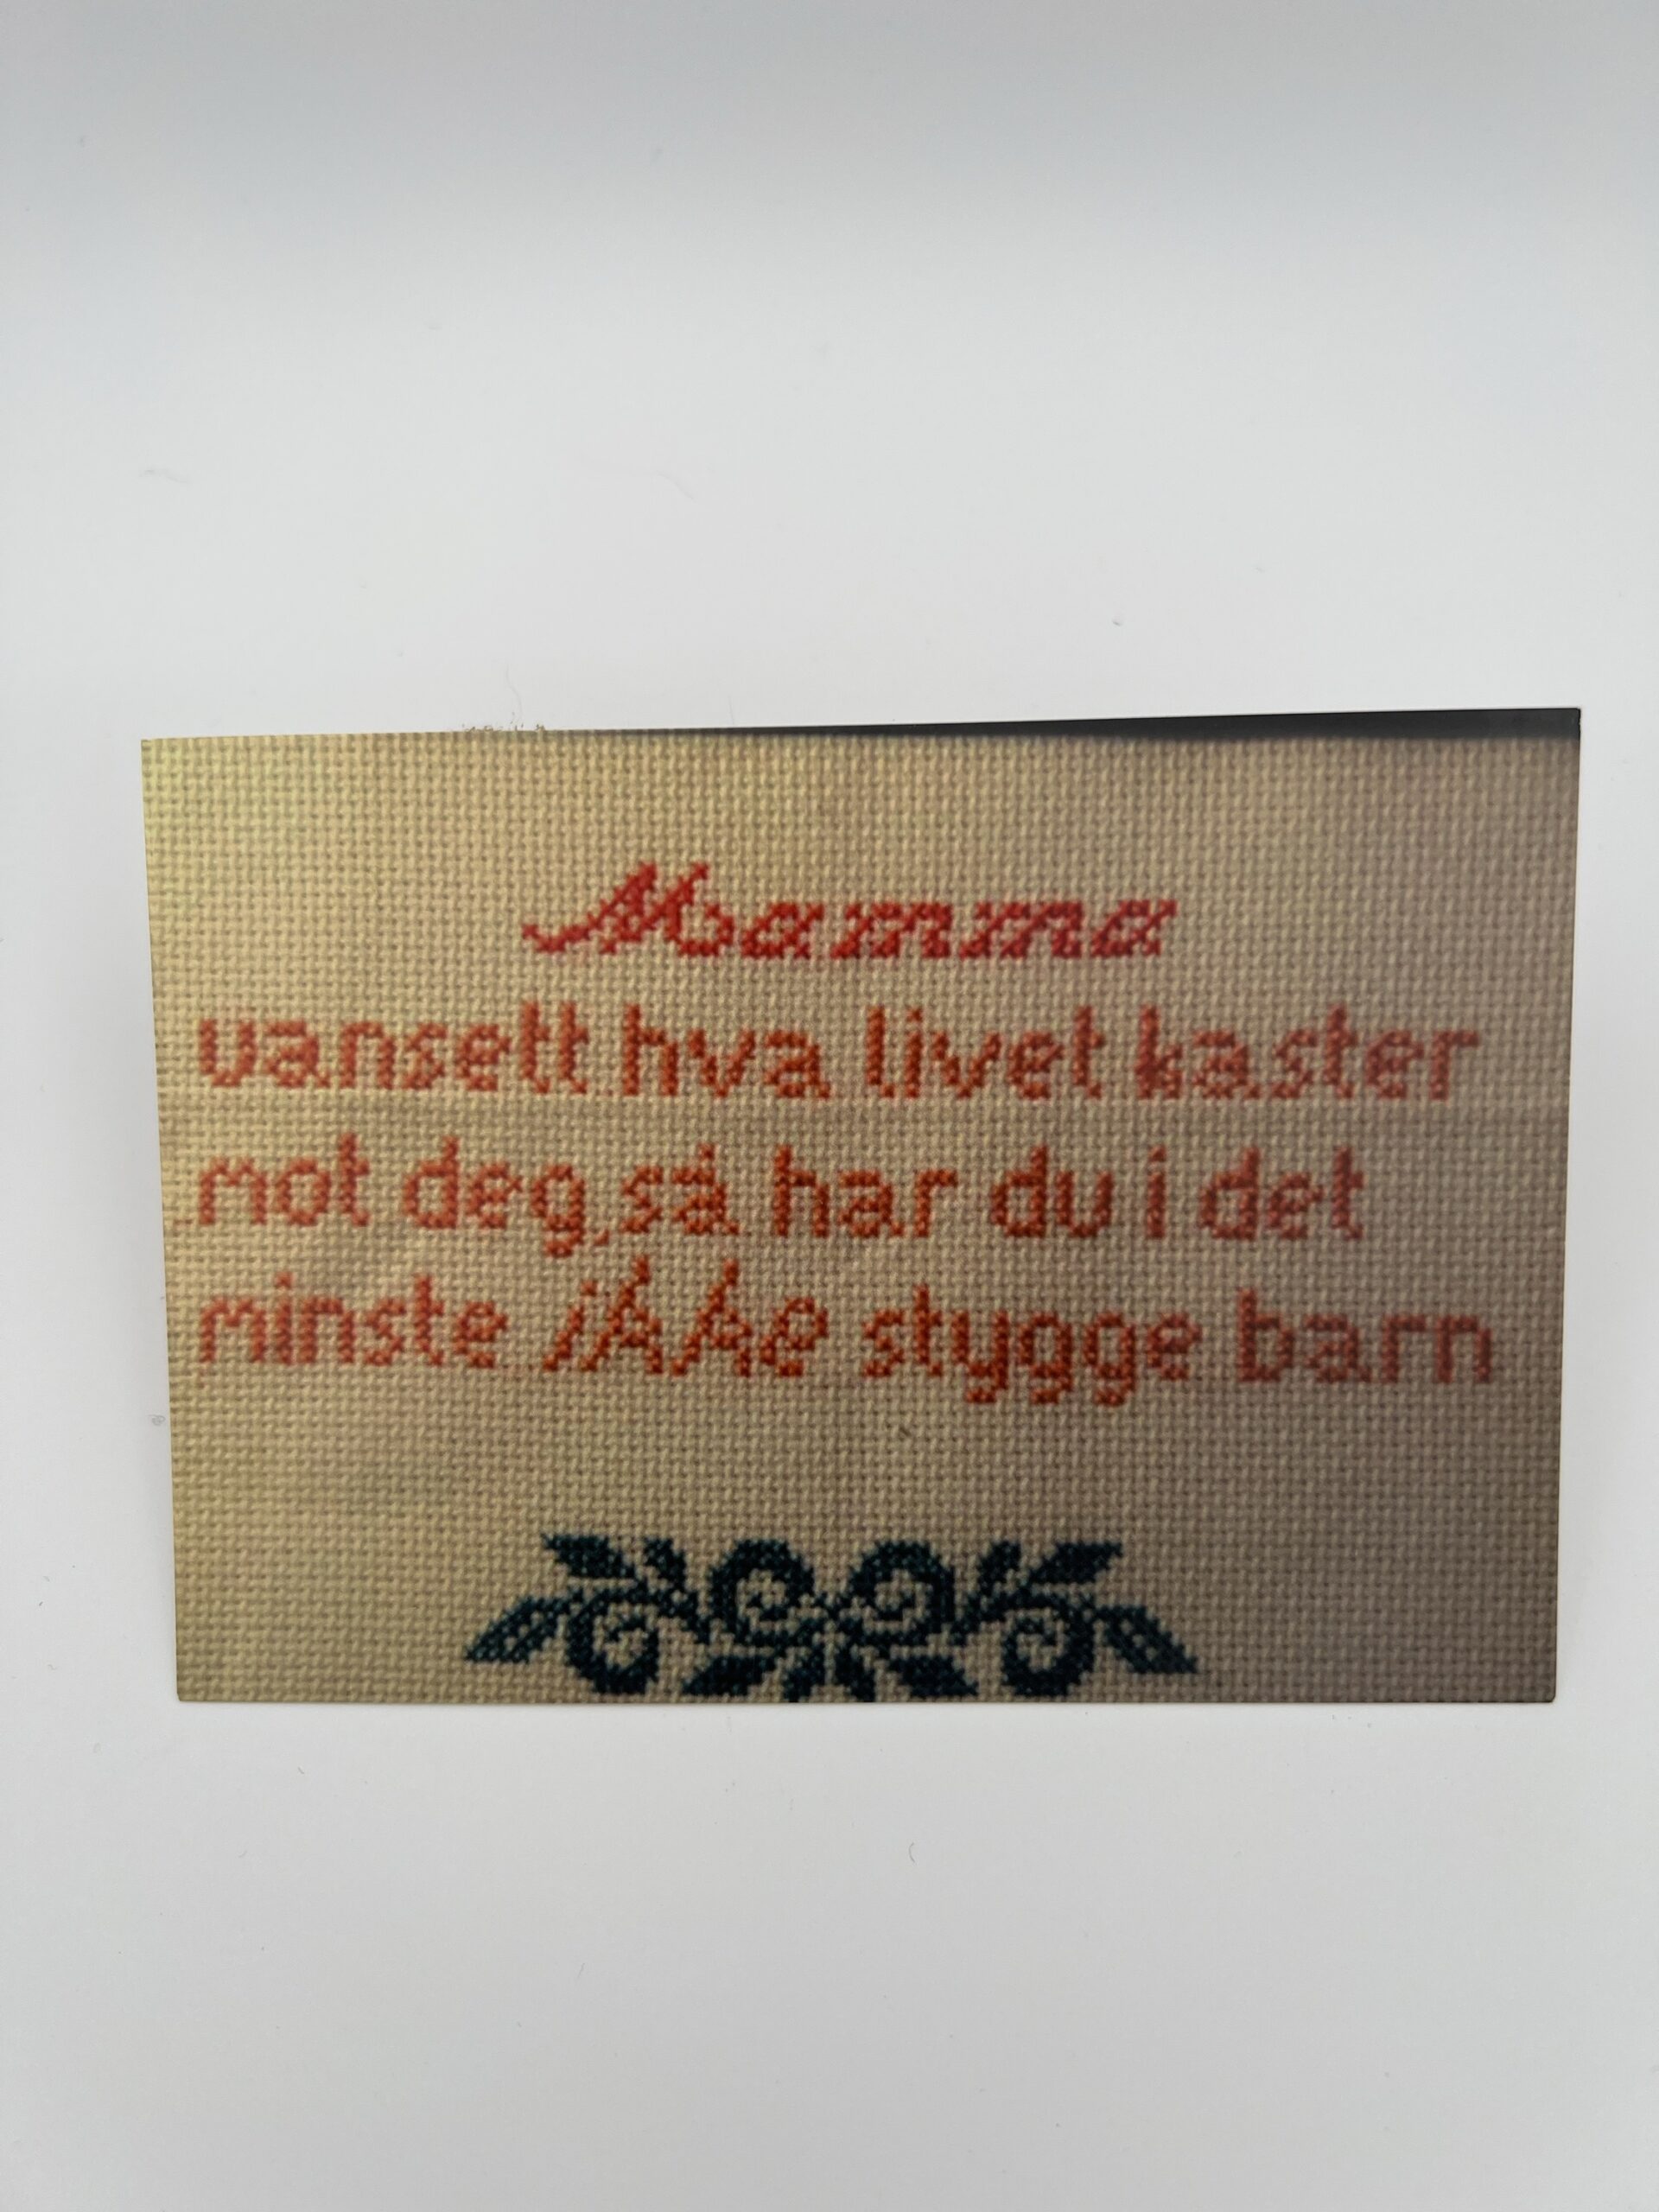 Mamma
vansett hva livet kaster
mot deg, så har du i det
minste ikke stygge barn